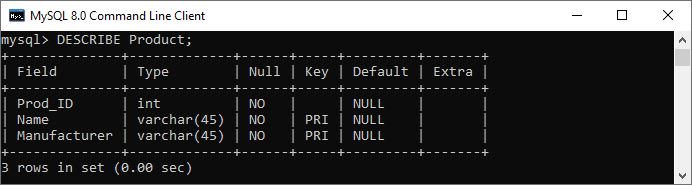 MySQL 8.0 Command Line Client
mysql> DESCRIBE Product;
+--------------+-------------+------+-----+---------+-------+
| Field        | Type        | Null | Key | Default | Extra |
+--------------+-------------+------+-----+---------+-------+
| Prod_ID      | int         | NO   |     | NULL    |       |
| Name         | varchar(45) | NO   | PRI | NULL    |       |
| Manufacturer | varchar(45) | NO   | PRI | NULL    |       |
+--------------+-------------+------+-----+---------+-------+
3 rows in set (0.00 sec)